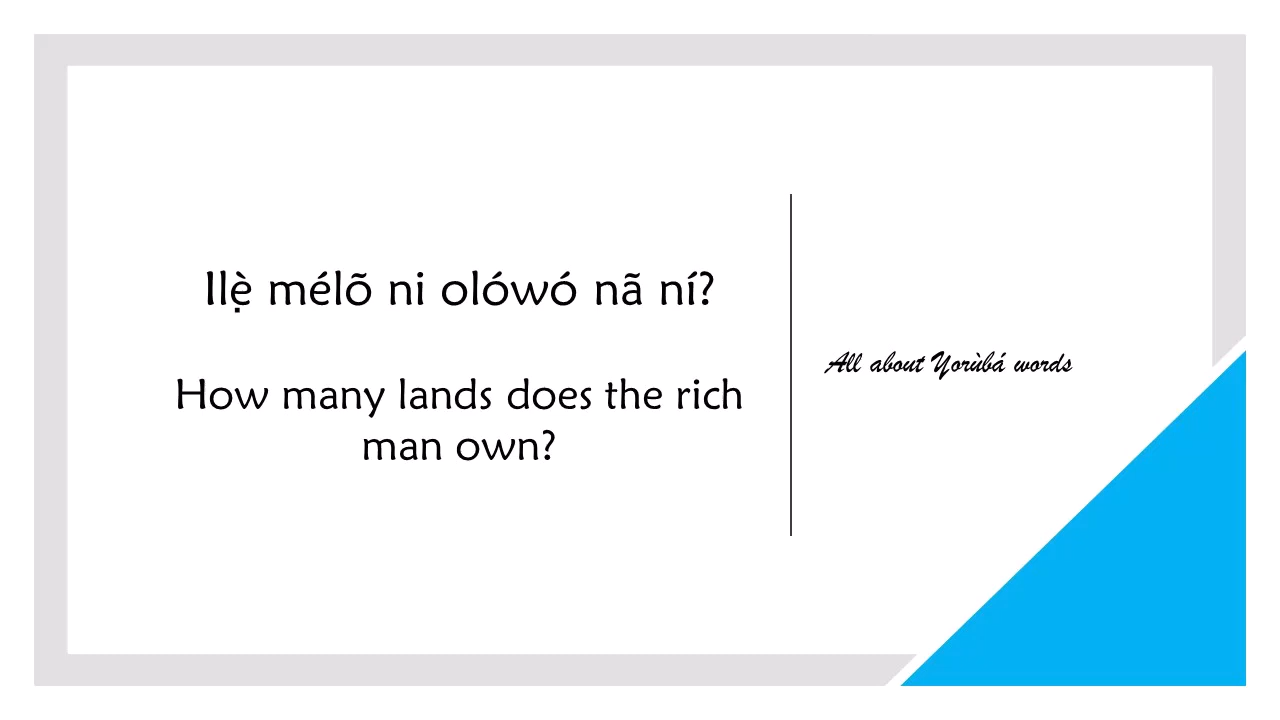 Ilẹ̀ mélõ ni olówó nã ní?
How many lands does the rich
man own?
All about Yorùbá words